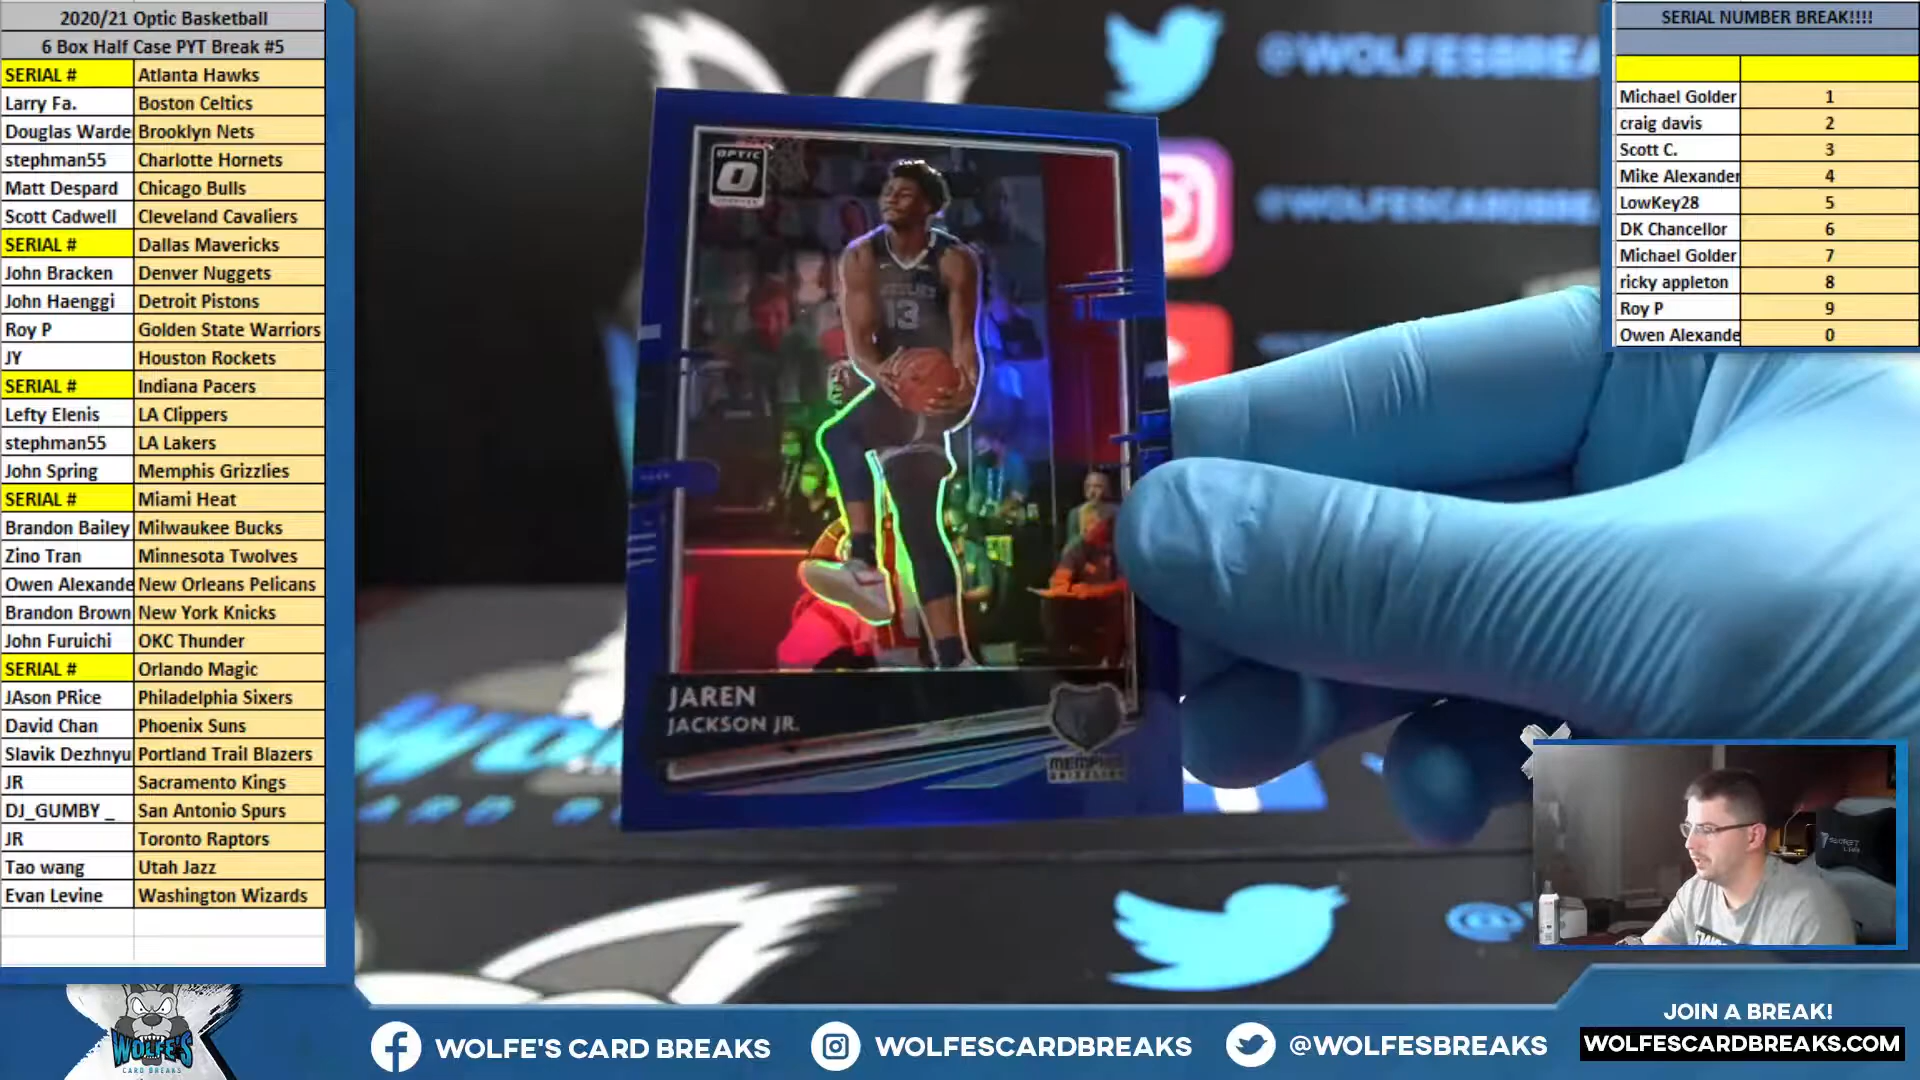 2020/21 Optic Basketball
6 Box Half Case PYT Break #5
SERIAL # Atlanta Hawks
Larry Fa. Boston Celtics
Douglas Warde Brooklyn Nets
stephman55 Charlotte Hornets
Matt Despard Chicago Bulls
Scott Cadwell Cleveland Cavaliers
SERIAL # Dallas Mavericks
John Bracken Denver Nuggets
John Haenggi Detroit Pistons
Roy P Golden State Warriors
JY Houston Rockets
SERIAL # Indiana Pacers
Lefty Elenis LA Clippers
stephman55 LA Lakers
John Spring Memphis Grizzlies
SERIAL # Miami Heat
Brandon Bailey Milwaukee Bucks
Zino Tran Minnesota Twolves
Owen Alexande New Orleans Pelicans
Brandon Brown New York Knicks
John Furuichi OKC Thunder
SERIAL # Orlando Magic
JAson PRice Philadelphia Sixers
David Chan Phoenix Suns
Slavik Dezhnyu Portland Trail Blazers
JR Sacramento Kings
DJ_GUMBY_ San Antonio Spurs
JR Toronto Raptors
Tao wang Utah Jazz
Evan Levine Washington Wizards
@WOLFESBREA
@WOLFESCARDBRE
OPTIC
13
JAREN
JACKSON JR.
MEMPHIS
GRIZZLIES
SERIAL NUMBER BREAK!!!!
Michael Golder 1
craig davis 2
Scott C. 3
Mike Alexander 4
LowKey28 5
DK Chancellor 6
Michael Golder 7
ricky appleton 8
Roy P 9
Owen Alexande 0
WOLFE'S
CARD BREAKS
WOLFE'S CARD BREAKS
WOLFESCARDBREAKS
@WOLFESBREAKS
JOIN A BREAK!
WOLFESCARDBREAKS.COM